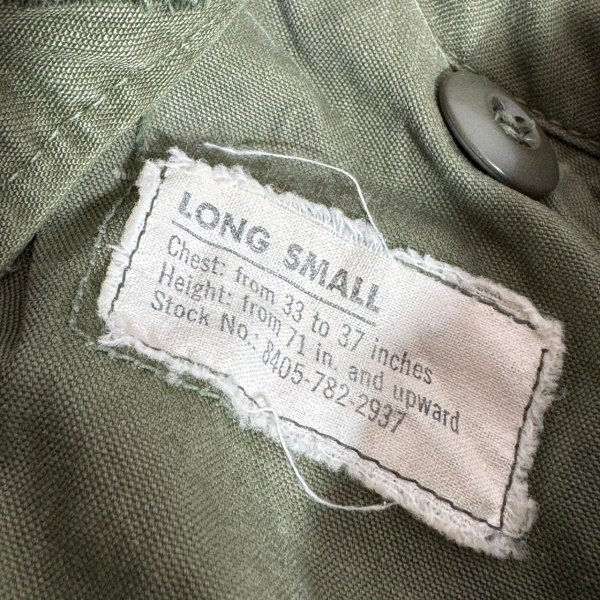 LONG SMALL
Chest: from 33 to 37 inches
Height: from 71 in. and upward
Stock No.: 8405-782-2937